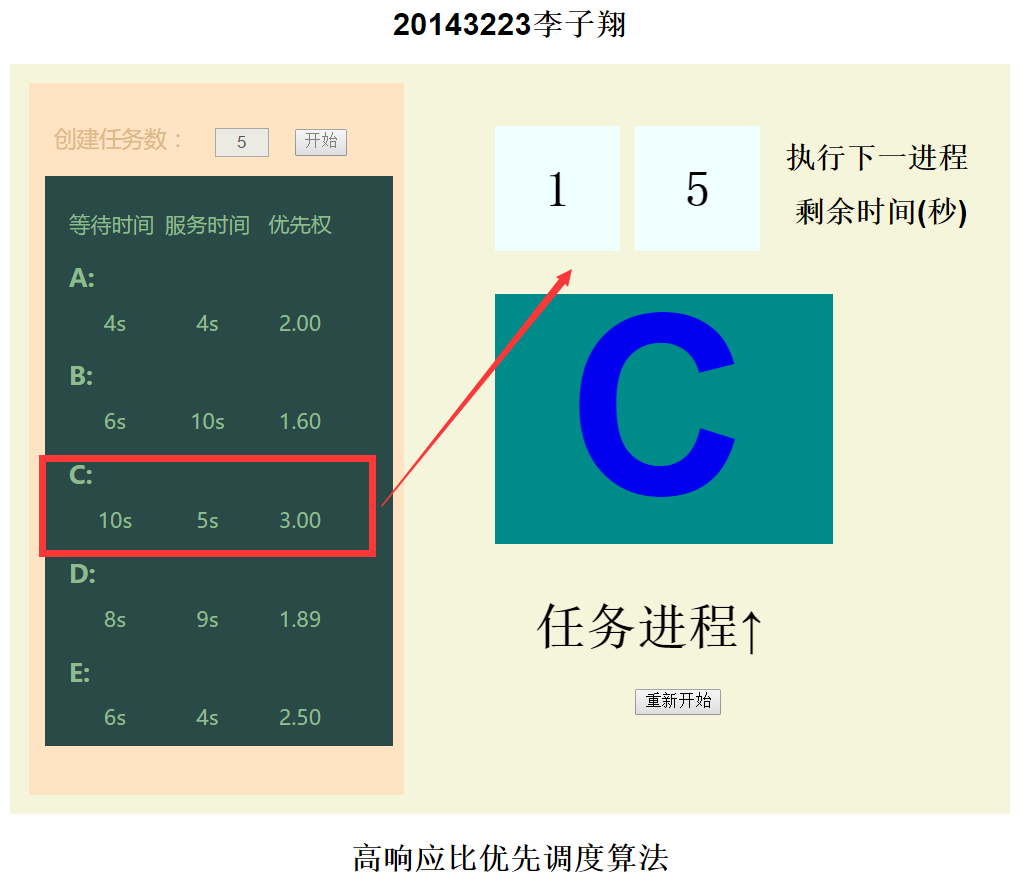 20143223李子翔
创建任务数： 5 开始
等待时间 服务时间 优先权
A:
4s 4s 2.00
B:
6s 10s 1.60
C:
10s 5s 3.00
D:
8s 9s 1.89
E:
6s 4s 2.50
1 5
执行下一进程
剩余时间(秒)
C
任务进程↑
重新开始
高响应比优先调度算法